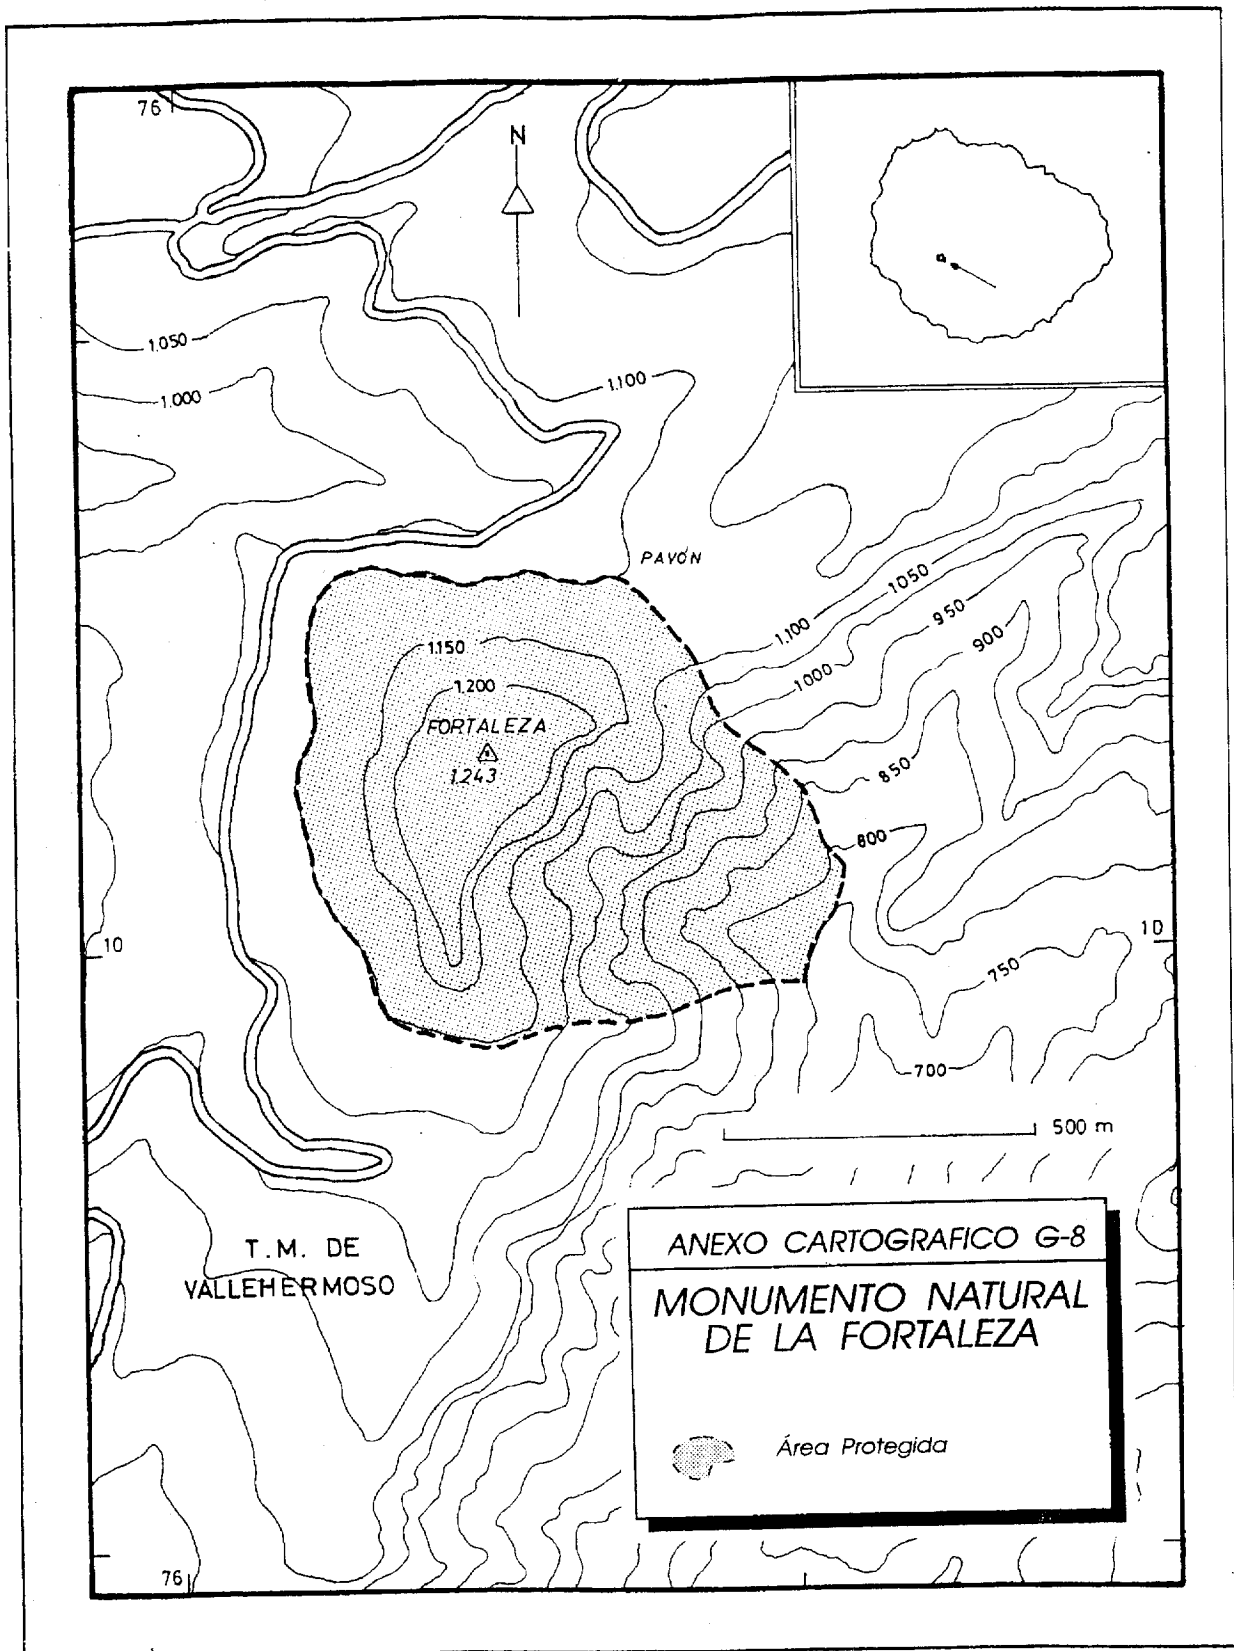 76
N
1.050
1.000
1.100
PAVÓN
1.100
1050
950
900
1000
1.150
1.200
FORTALEZA
1.243
850
800
10
10
750
700
500 m
T.M. DE
VALLEHERMOSO
ANEXO CARTOGRAFICO G-8
MONUMENTO NATURAL
DE LA FORTALEZA
Área Protegida
76